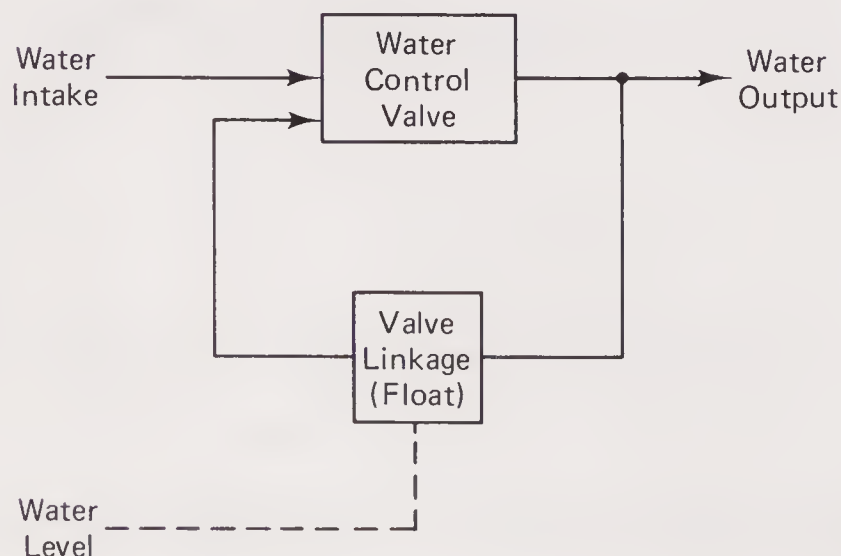 Water
Intake
Water
Control
Valve
Water
Output
Valve
Linkage
(Float)
Water
Level